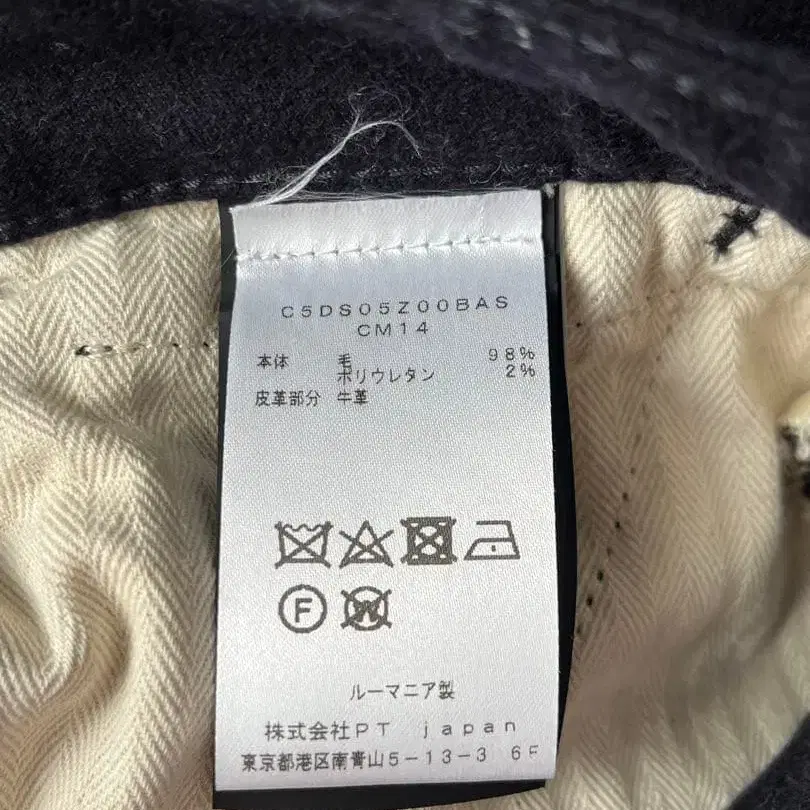 C5DS05Z00BAS
CM14
本体 毛 98%
ポリウレタン 2%
皮革部分 牛革
F
W
ルーマニア製
株式会社PT japan
東京都港区南青山5-13-3 6F